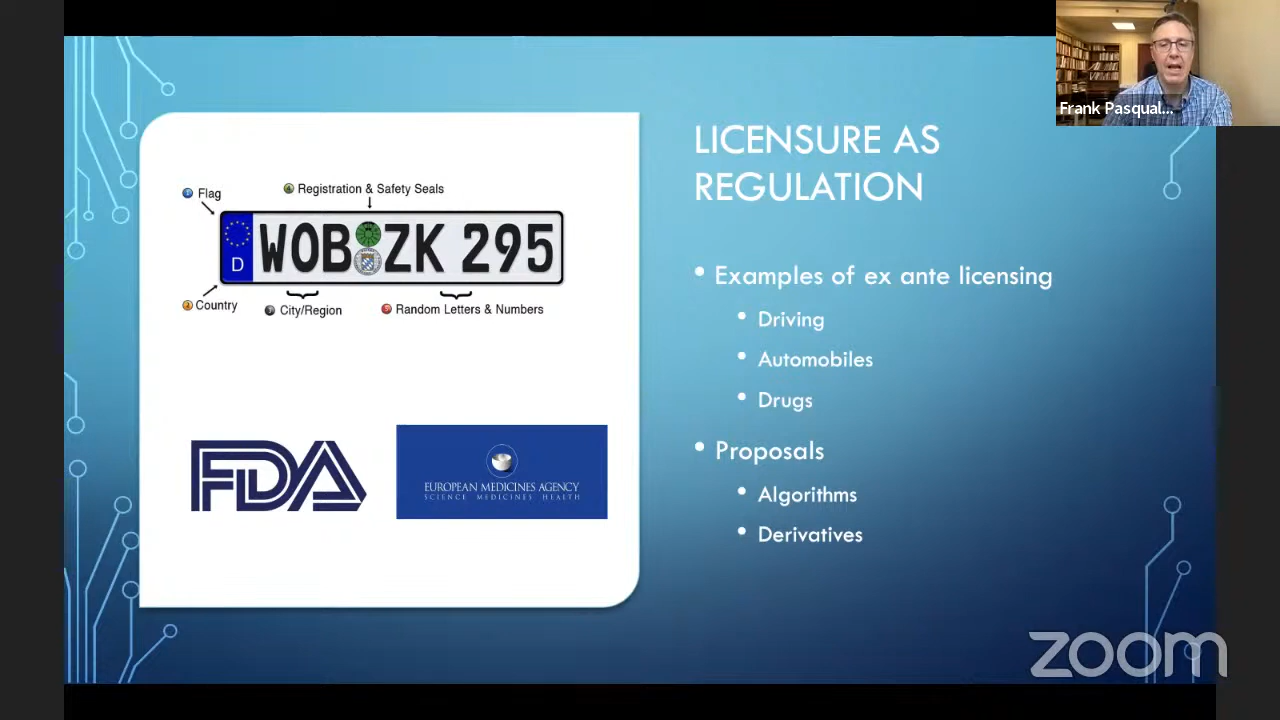 Frank Pasqual...
LICENSURE AS
REGULATION
Flag
Registration & Safety Seals
D
WOB ZK 295
Country
City/Region
Random Letters & Numbers
FDA
EUROPEAN MEDICINES AGENCY
SCIENCE MEDICINES HEALTH
• Examples of ex ante licensing
• Driving
• Automobiles
• Drugs
• Proposals
• Algorithms
• Derivatives
zoom